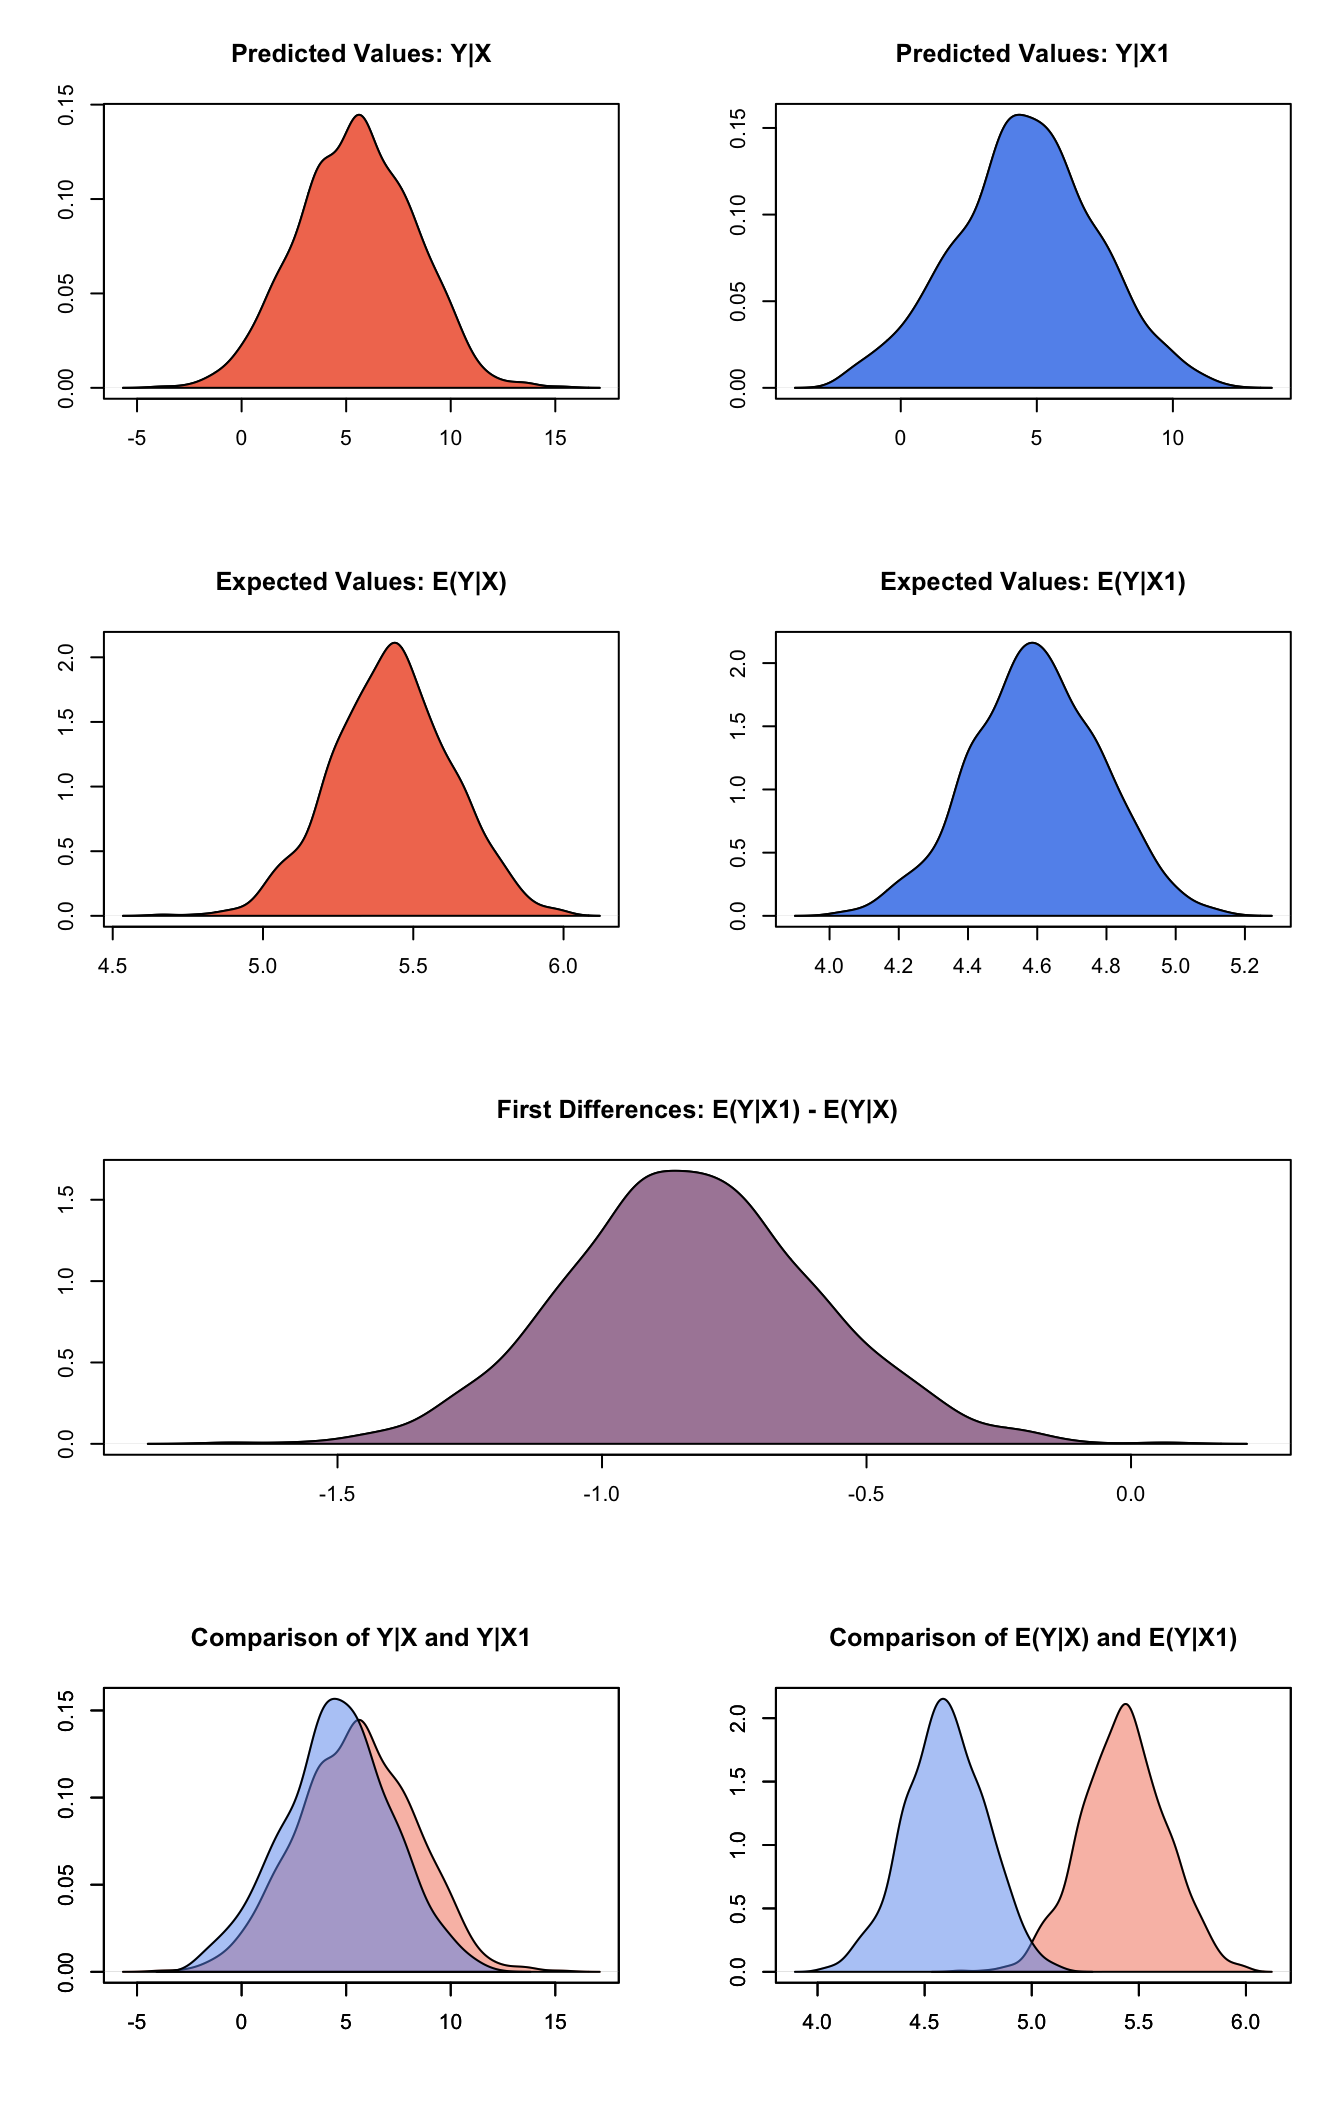 Predicted Values: Y|X
Predicted Values: Y|X1
0.00 0.05 0.10 0.15
-5 0 5 10 15
0.00 0.05 0.10 0.15
0 5 10
Expected Values: E(Y|X)
Expected Values: E(Y|X1)
0.0 0.5 1.0 1.5 2.0
4.5 5.0 5.5 6.0
0.0 0.5 1.0 1.5 2.0
4.0 4.2 4.4 4.6 4.8 5.0 5.2
First Differences: E(Y|X1) - E(Y|X)
0.0 0.5 1.0 1.5
-1.5 -1.0 -0.5 0.0
Comparison of Y|X and Y|X1
Comparison of E(Y|X) and E(Y|X1)
0.00 0.05 0.10 0.15
-5 0 5 10 15
0.0 0.5 1.0 1.5 2.0
4.0 4.5 5.0 5.5 6.0